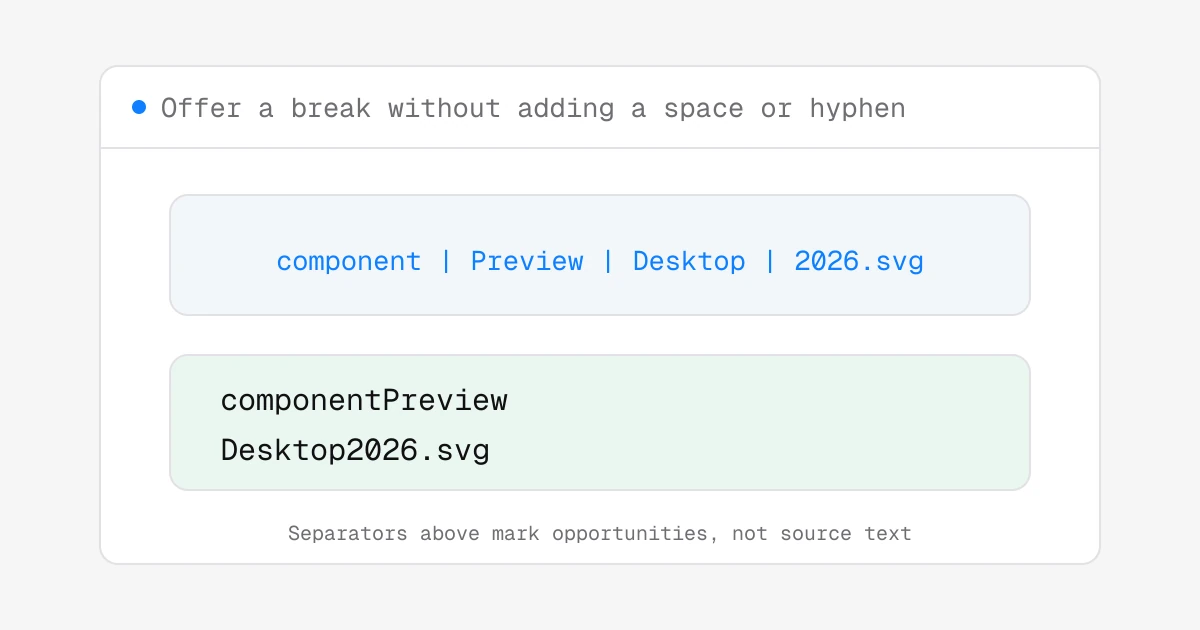 Offer a break without adding a space or hyphen
component | Preview | Desktop | 2026.svg
componentPreview
Desktop2026.svg
Separators above mark opportunities, not source text